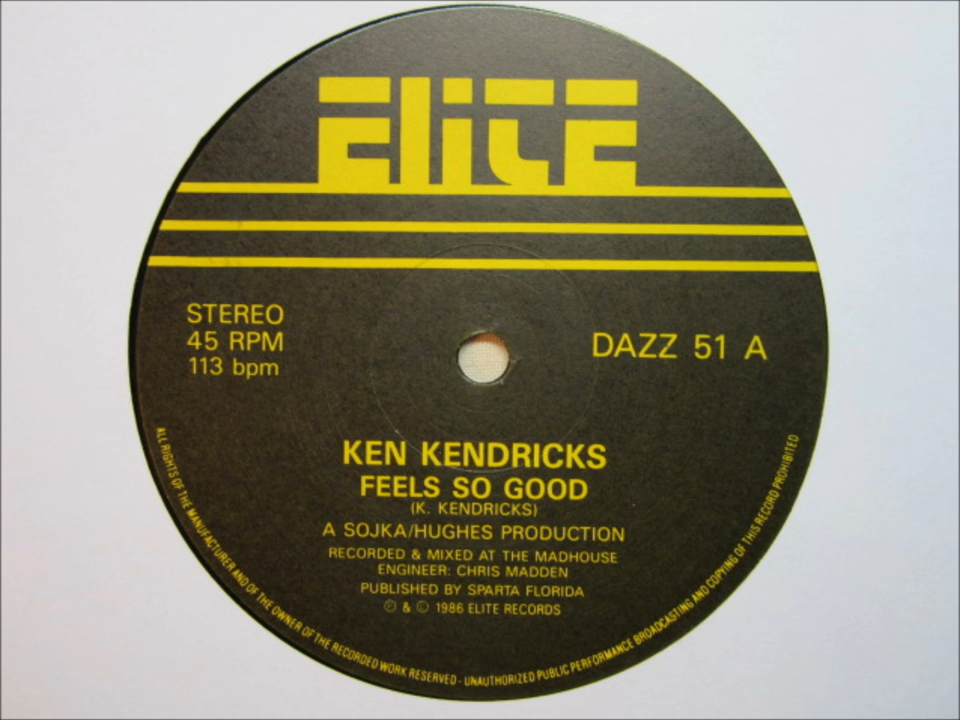 ELITE
STEREO
45 RPM
113 bpm
DAZZ 51 A
KEN KENDRICKS
FEELS SO GOOD
(K. KENDRICKS)
A SOJKA/HUGHES PRODUCTION
RECORDED & MIXED AT THE MADHOUSE
ENGINEER: CHRIS MADDEN
PUBLISHED BY SPARTA FLORIDA
Ⓟ & © 1986 ELITE RECORDS
ALL RIGHTS OF THE MANUFACTURER AND OF THE OWNER OF THE RECORDED WORK RESERVED - UNAUTHORIZED PUBLIC PERFORMANCE BROADCASTING AND COPYING OF THIS RECORD PROHIBITED